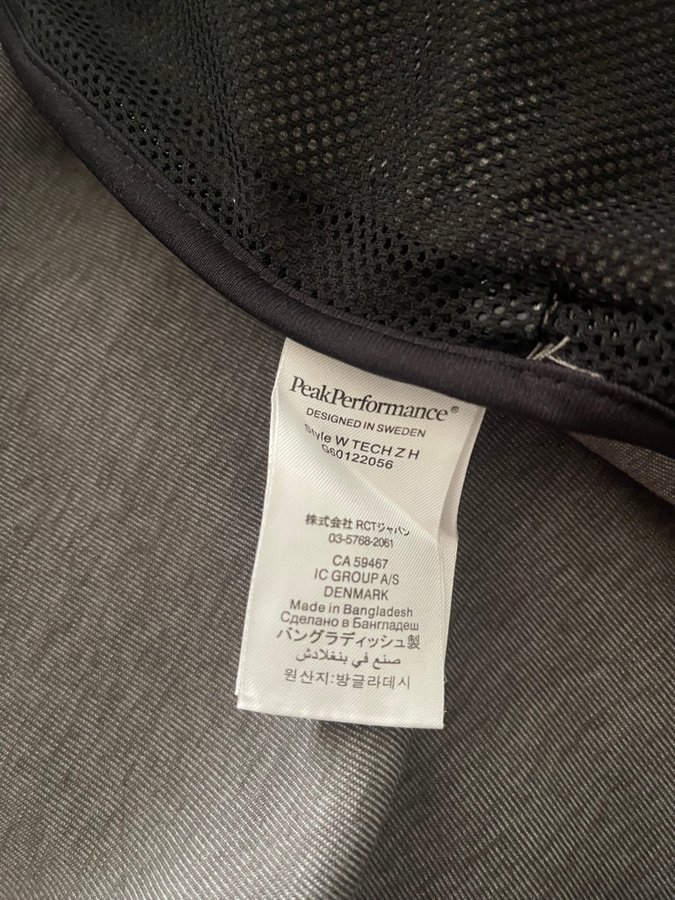 PeakPerformance®
DESIGNED IN SWEDEN
Style W TECH Z H
G60122056
株式会社 RCTジャパン
03-5768-2061
CA 59467
IC GROUP A/S
DENMARK
Made in Bangladesh
Сделано в Бангладеш
バングラディッシュ製
صنع في بنغلادش
원산지:방글라데시